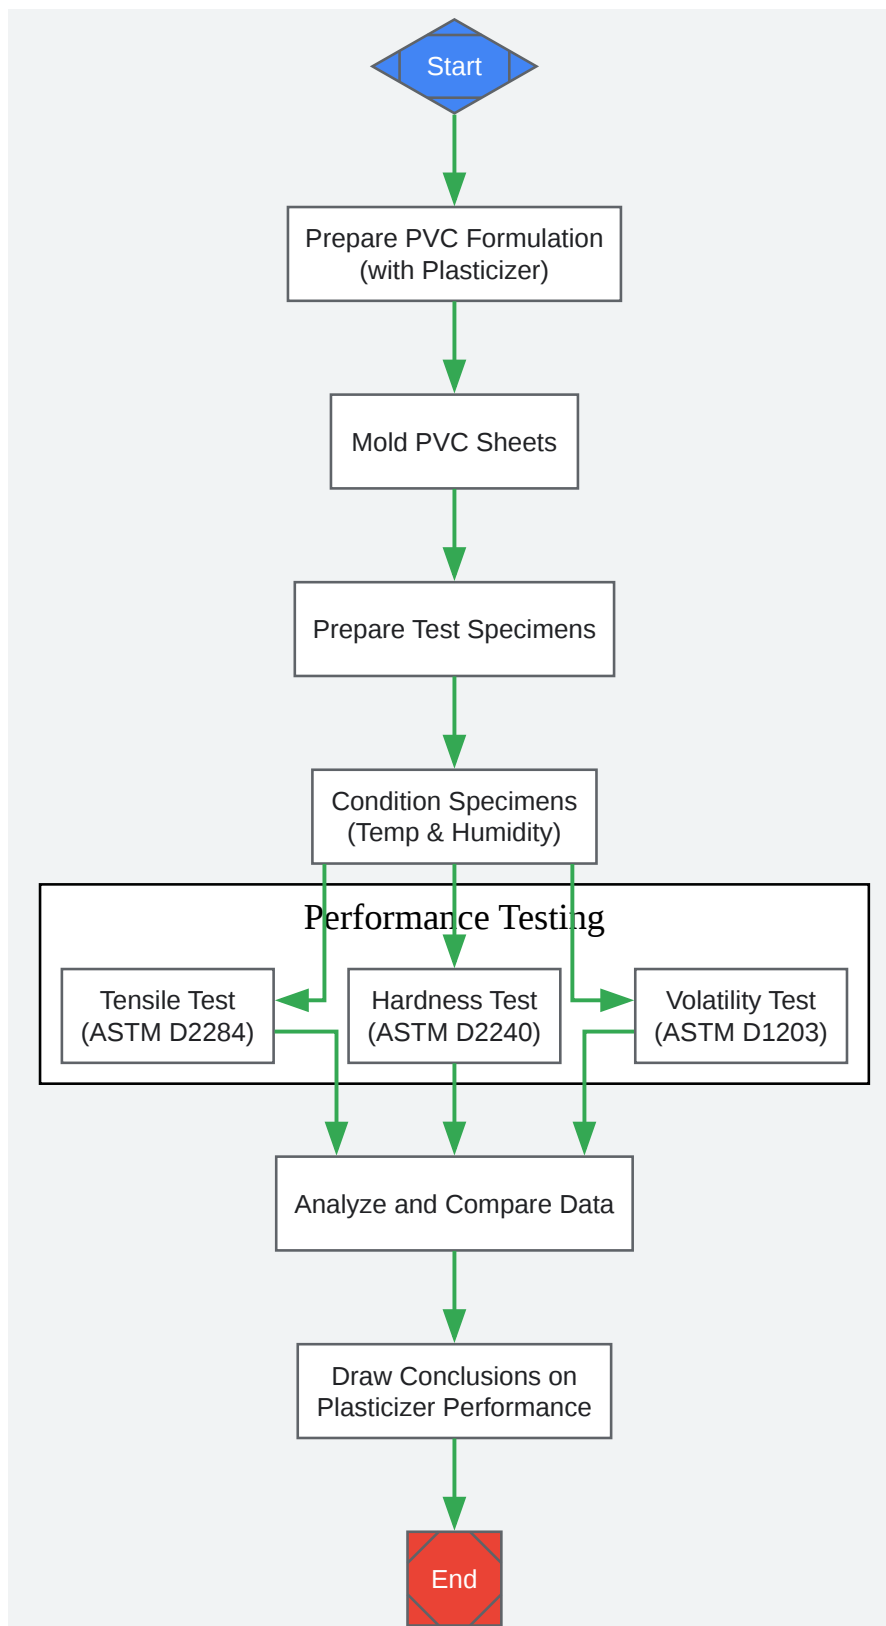 Start
Prepare PVC Formulation
(with Plasticizer)
Mold PVC Sheets
Prepare Test Specimens
Condition Specimens
(Temp & Humidity)
Performance Testing
Tensile Test
(ASTM D2284)
Hardness Test
(ASTM D2240)
Volatility Test
(ASTM D1203)
Analyze and Compare Data
Draw Conclusions on
Plasticizer Performance
End